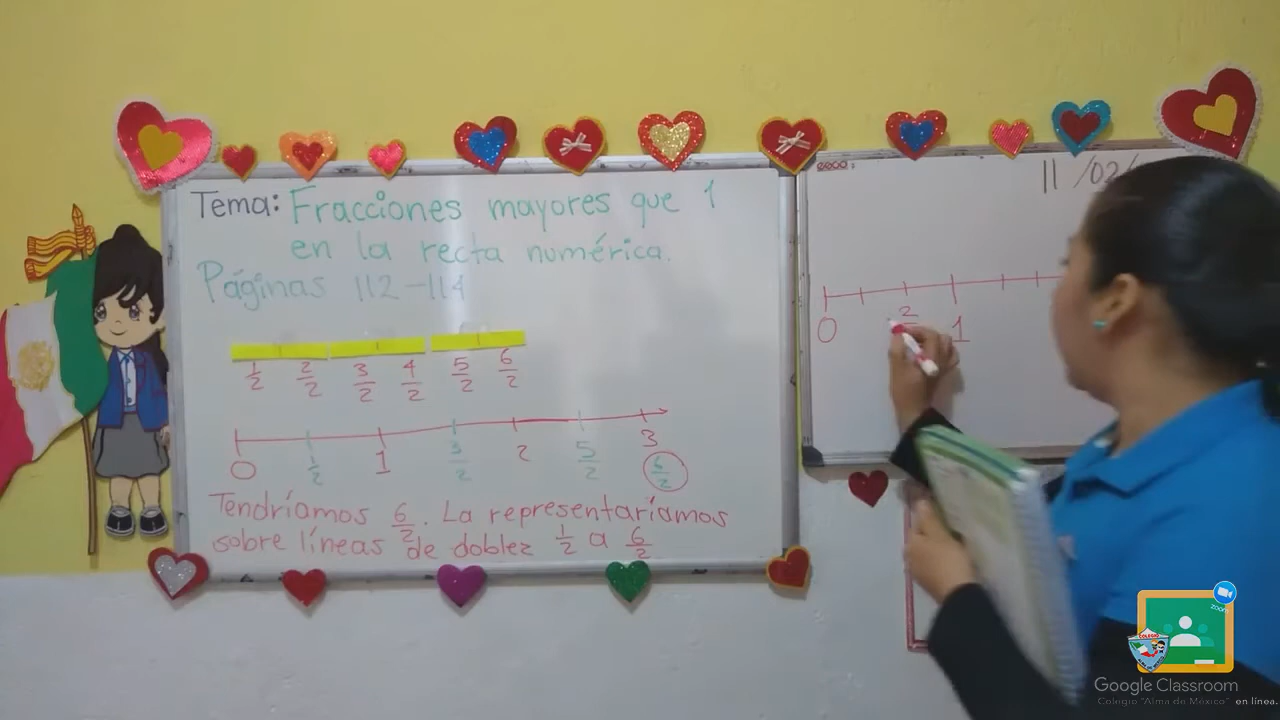 Tema: Fracciones mayores que 1
en la recta numérica.
Páginas 112-114
1/2 2/2 3/2 4/2 5/2 6/2
0 1/2 1 3/2 2 5/2 3
6/2
Tendríamos 6/2. La representaríamos
sobre líneas de doblez 1/2 a 6/2
11/02/
0 2 1
zoom
COLEGIO
Google Classroom
Colegio "Alma de México" en línea.